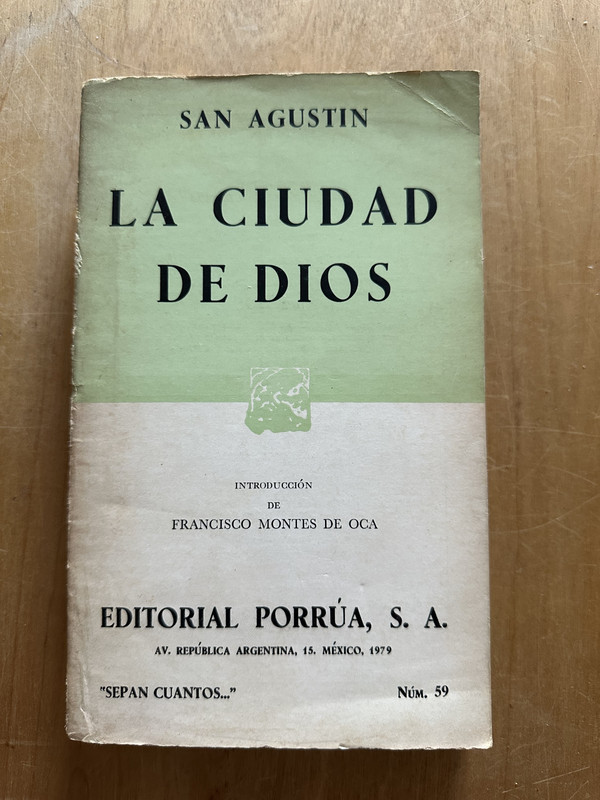 SAN AGUSTIN
LA CIUDAD
DE DIOS
INTRODUCCIÓN
DE
FRANCISCO MONTES DE OCA
EDITORIAL PORRÚA, S. A.
AV. REPÚBLICA ARGENTINA, 15. MÉXICO, 1979
"SEPAN CUANTOS..." NÚM. 59